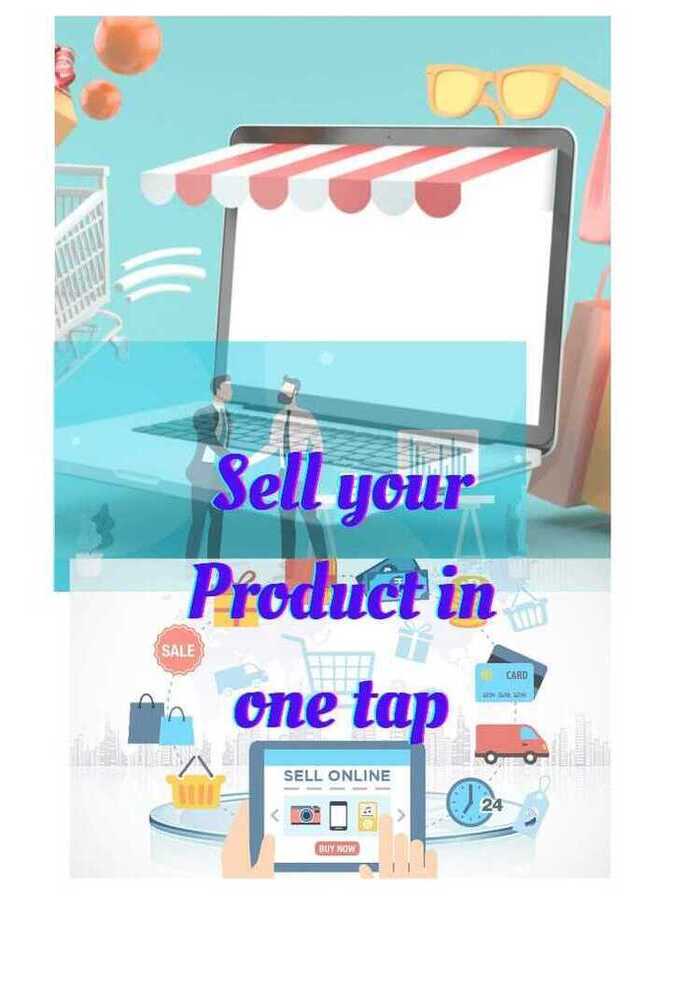 Sell your
Product in
one tap
SALE
CARD
SELL ONLINE
24
BUY NOW